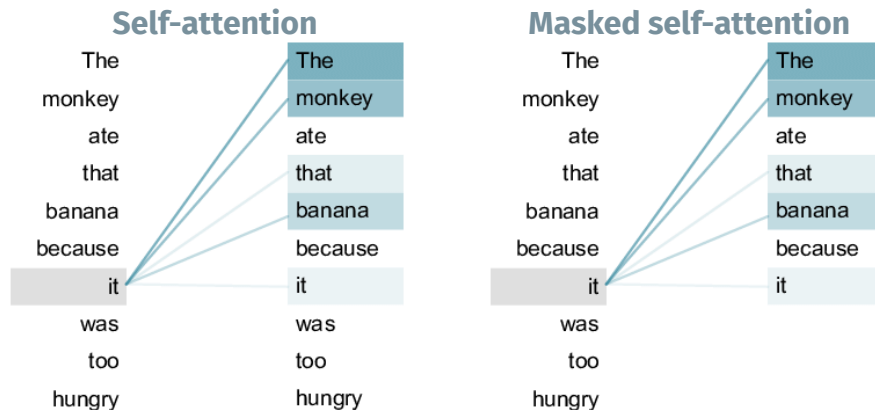 Self-attention Masked self-attention
The The The The
monkey monkey monkey monkey
ate ate ate ate
that that that that
banana banana banana banana
because because because because
it it it it
was was was
too too too
hungry hungry hungry